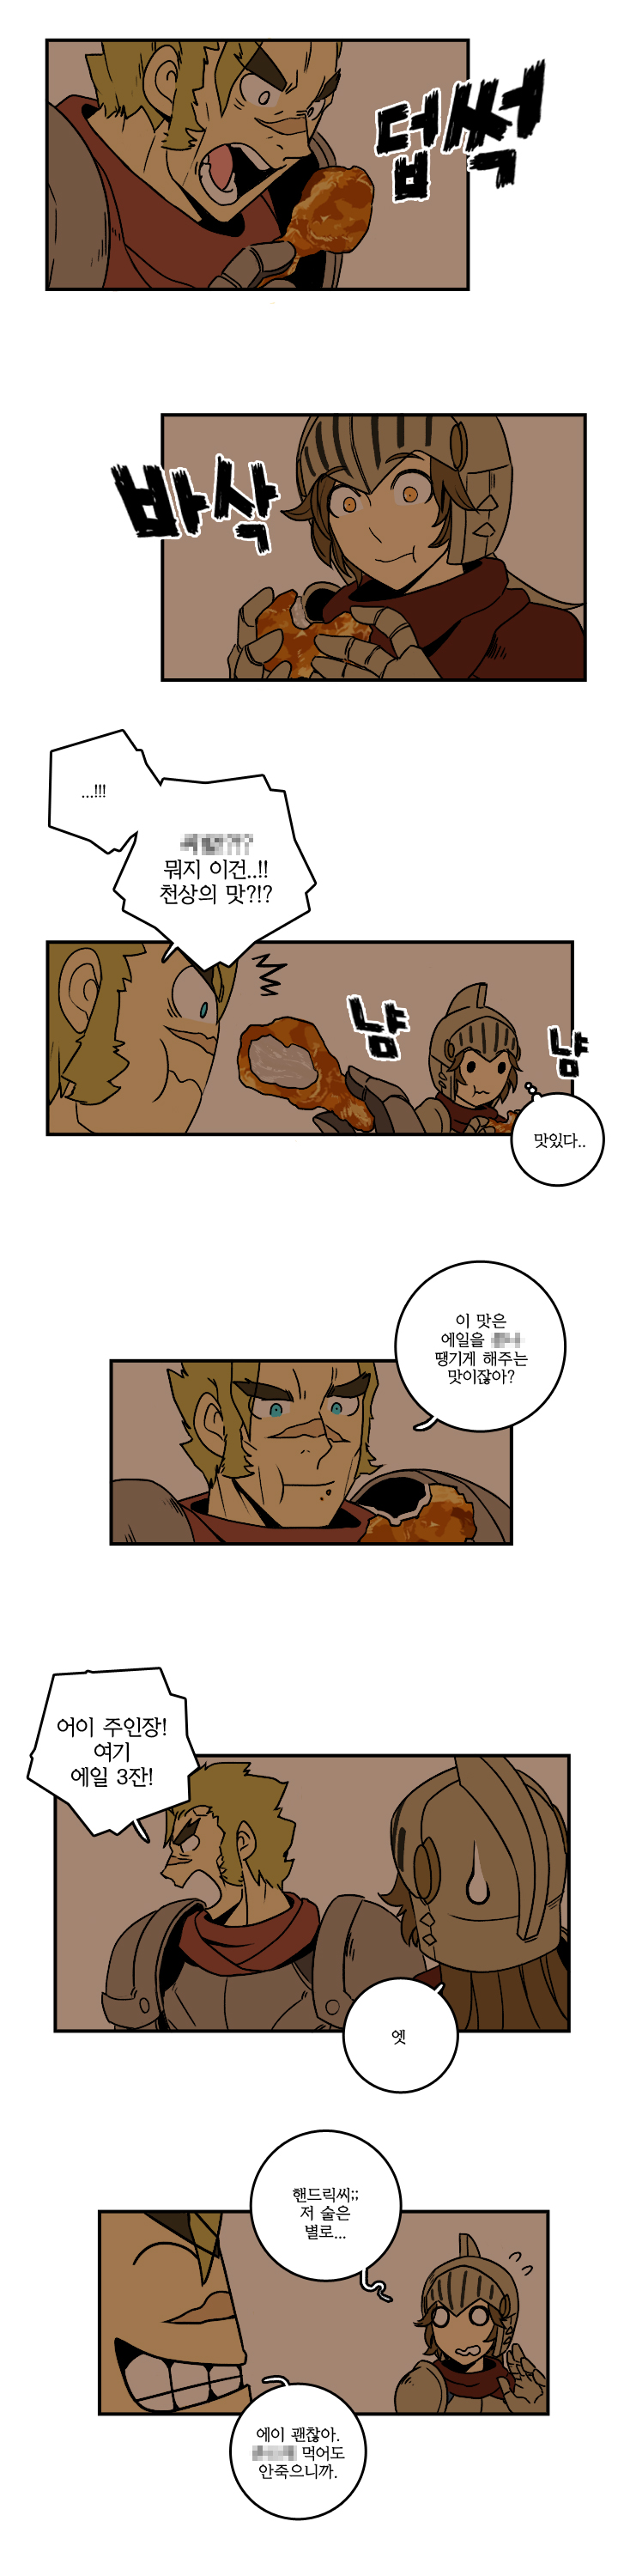 덥썩
바삭
...!!!
뭐지 이건..!!
천상의 맛?!?
냠
냠
맛있다..
이 맛은
에일을
땡기게 해주는
맛이잖아?
어이 주인장!
여기
에일 3잔!
엣
핸드릭씨;;
저 술은
별로...
에이 괜찮아.
먹어도
안죽으니까.